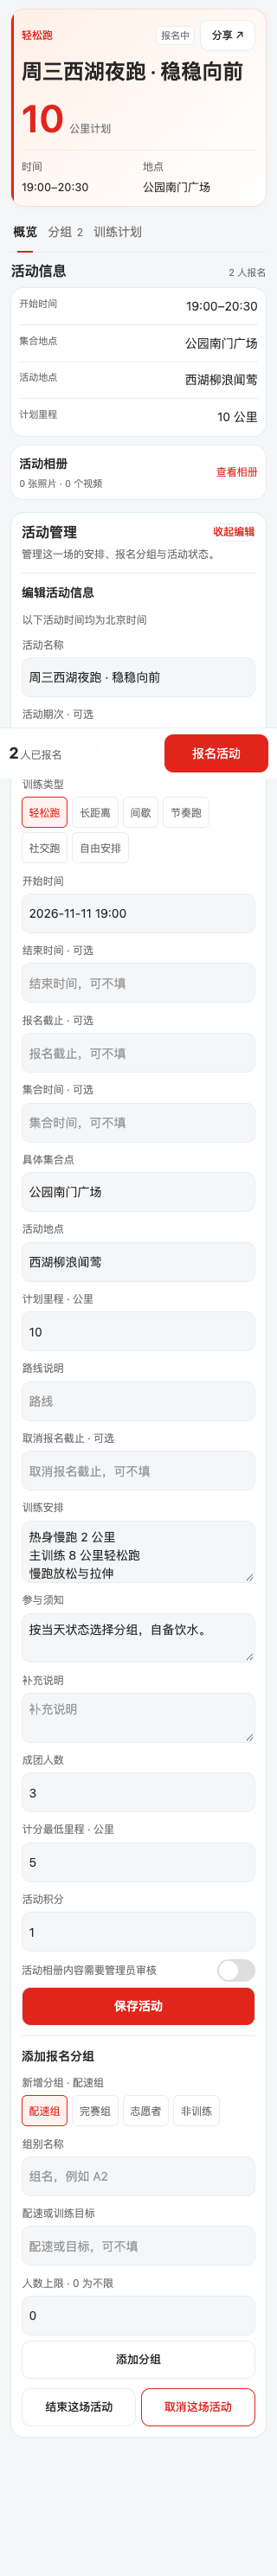 轻松跑
报名中
分享 ↗
周三西湖夜跑 · 稳稳向前
10 公里计划
时间
地点
19:00–20:30
公园南门广场
概览 分组 2 训练计划
活动信息
2 人报名
开始时间
19:00–20:30
集合地点
公园南门广场
活动地点
西湖柳浪闻莺
计划里程
10 公里
活动相册
0 张照片 · 0 个视频
查看相册
活动管理
收起编辑
管理这一场的安排、报名分组与活动状态。
编辑活动信息
以下活动时间均为北京时间
活动名称
周三西湖夜跑 · 稳稳向前
活动期次 · 可选
2 人已报名
报名活动
训练类型
轻松跑 长距离 间歇 节奏跑
社交跑 自由安排
开始时间
2026-11-11 19:00
结束时间 · 可选
结束时间，可不填
报名截止 · 可选
报名截止，可不填
集合时间 · 可选
集合时间，可不填
具体集合点
公园南门广场
活动地点
西湖柳浪闻莺
计划里程 · 公里
10
路线说明
路线
取消报名截止 · 可选
取消报名截止，可不填
训练安排
热身慢跑 2 公里
主训练 8 公里轻松跑
慢跑放松与拉伸
参与须知
按当天状态选择分组，自备饮水。
补充说明
补充说明
成团人数
3
计分最低里程 · 公里
5
活动积分
1
活动相册内容需要管理员审核
保存活动
添加报名分组
新增分组 · 配速组
配速组 完赛组 志愿者 非训练
组别名称
组名，例如 A2
配速或训练目标
配速或目标，可不填
人数上限 · 0 为不限
0
添加分组
结束这场活动
取消这场活动